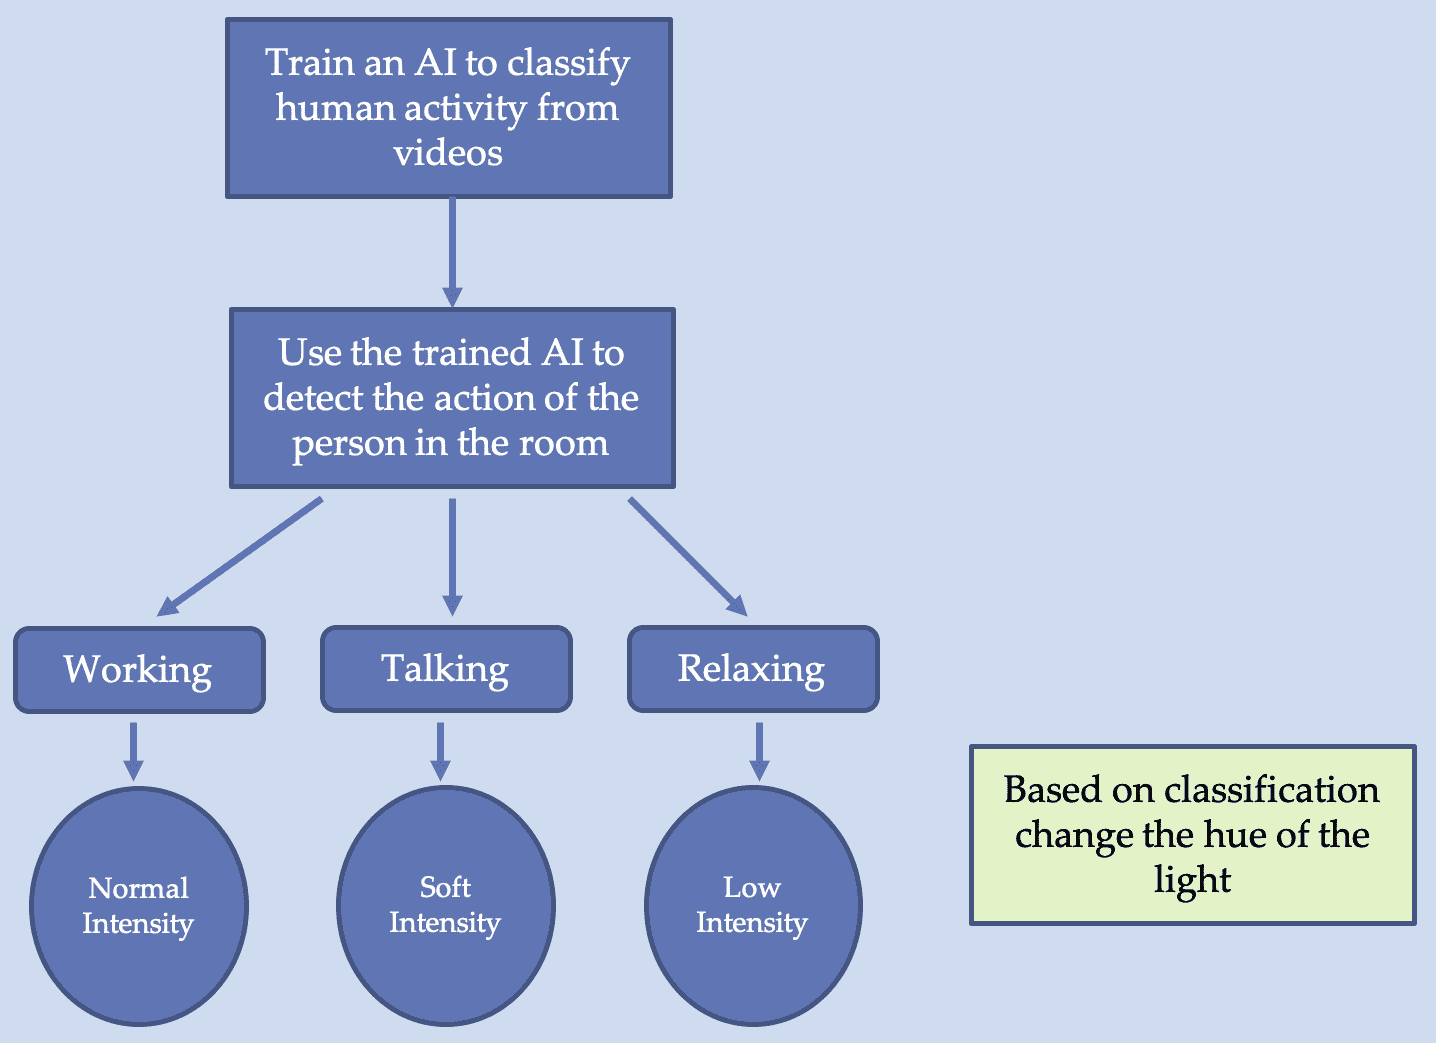 Train an AI to classify
human activity from
videos
Use the trained AI to
detect the action of the
person in the room
Working
Talking
Relaxing
Normal
Intensity
Soft
Intensity
Low
Intensity
Based on classification
change the hue of the
light